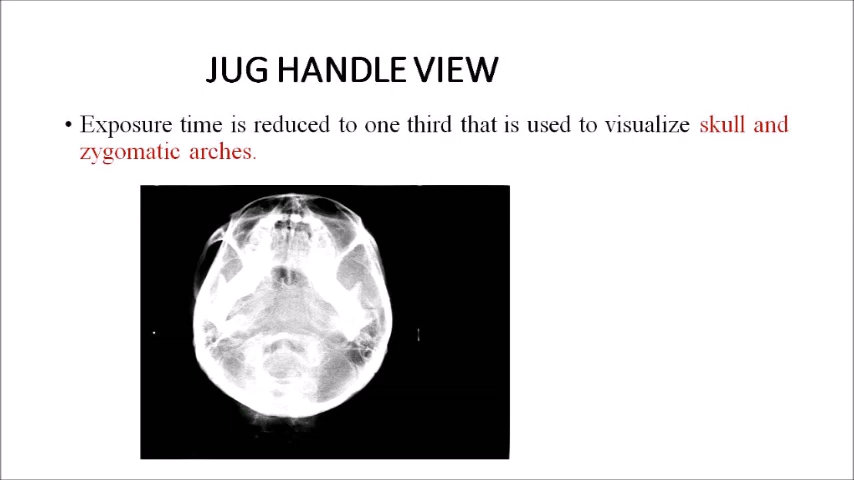 JUG HANDLE VIEW
• Exposure time is reduced to one third that is used to visualize skull and
zygomatic arches.